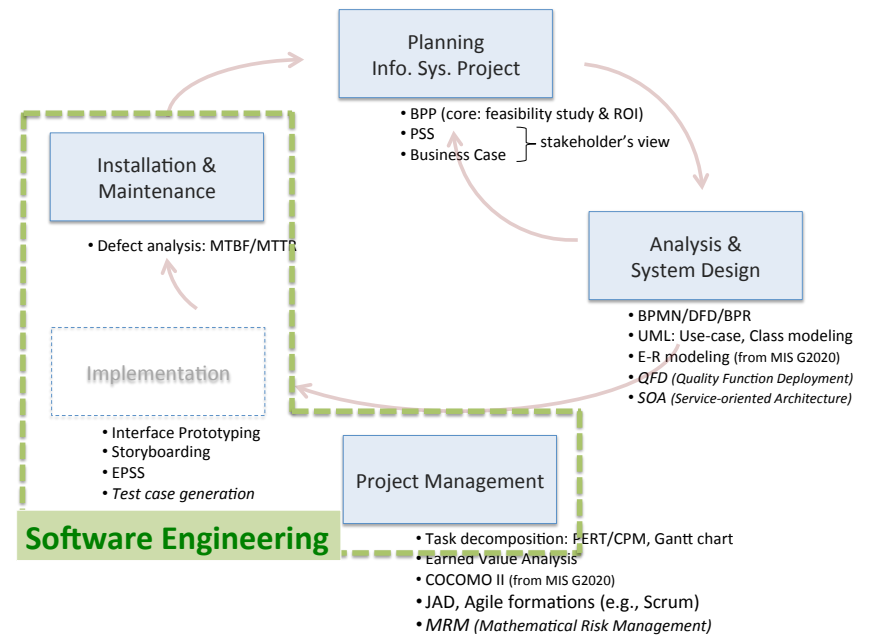 Planning
Info. Sys. Project
• BPP (core: feasibility study & ROI)
• PSS
• Business Case
stakeholder's view
Installation &
Maintenance
• Defect analysis: MTBF/MTTR
Analysis &
System Design
• BPMN/DFD/BPR
• UML: Use-case, Class modeling
• E-R modeling (from MIS G2020)
• QFD (Quality Function Deployment)
• SOA (Service-oriented Architecture)
Implementation
• Interface Prototyping
• Storyboarding
• EPSS
• Test case generation
Project Management
Software Engineering
• Task decomposition: PERT/CPM, Gantt chart
• Earned Value Analysis
• COCOMO II (from MIS G2020)
• JAD, Agile formations (e.g., Scrum)
• MRM (Mathematical Risk Management)